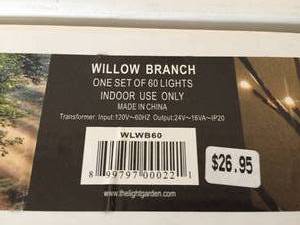 WILLOW BRANCH
ONE SET OF 60 LIGHTS
INDOOR USE ONLY
MADE IN CHINA
Transformer: Input:120V~60HZ Output:24V~16VA~IP20
WLWB60
8 99797 00022 1
$26.95
www.thelightgarden.com